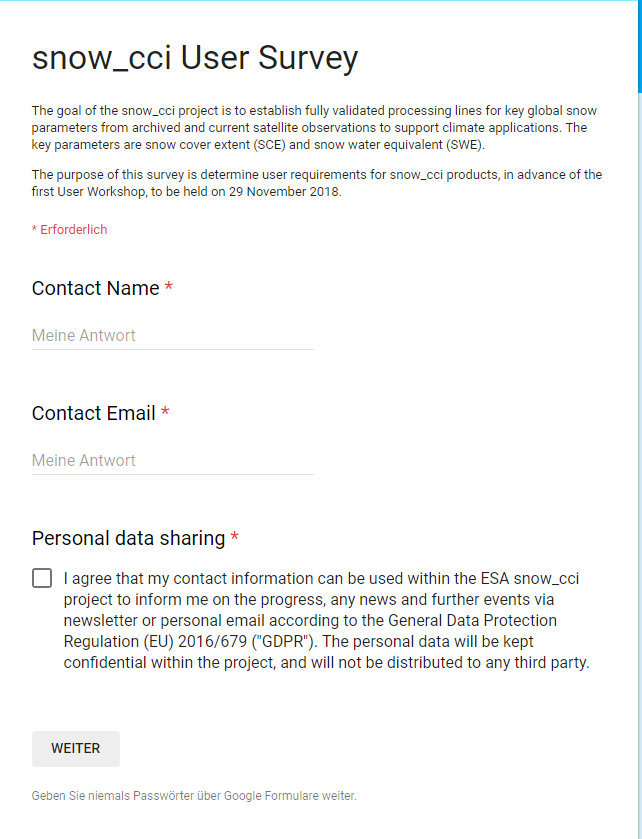 snow_cci User Survey
The goal of the snow_cci project is to establish fully validated processing lines for key global snow
parameters from archived and current satellite observations to support climate applications. The
key parameters are snow cover extent (SCE) and snow water equivalent (SWE).
The purpose of this survey is determine user requirements for snow_cci products, in advance of the
first User Workshop, to be held on 29 November 2018.
* Erforderlich
Contact Name *
Meine Antwort
Contact Email *
Meine Antwort
Personal data sharing *
I agree that my contact information can be used within the ESA snow_cci
project to inform me on the progress, any news and further events via
newsletter or personal email according to the General Data Protection
Regulation (EU) 2016/679 ("GDPR"). The personal data will be kept
confidential within the project, and will not be distributed to any third party.
WEITER
Geben Sie niemals Passwörter über Google Formulare weiter.